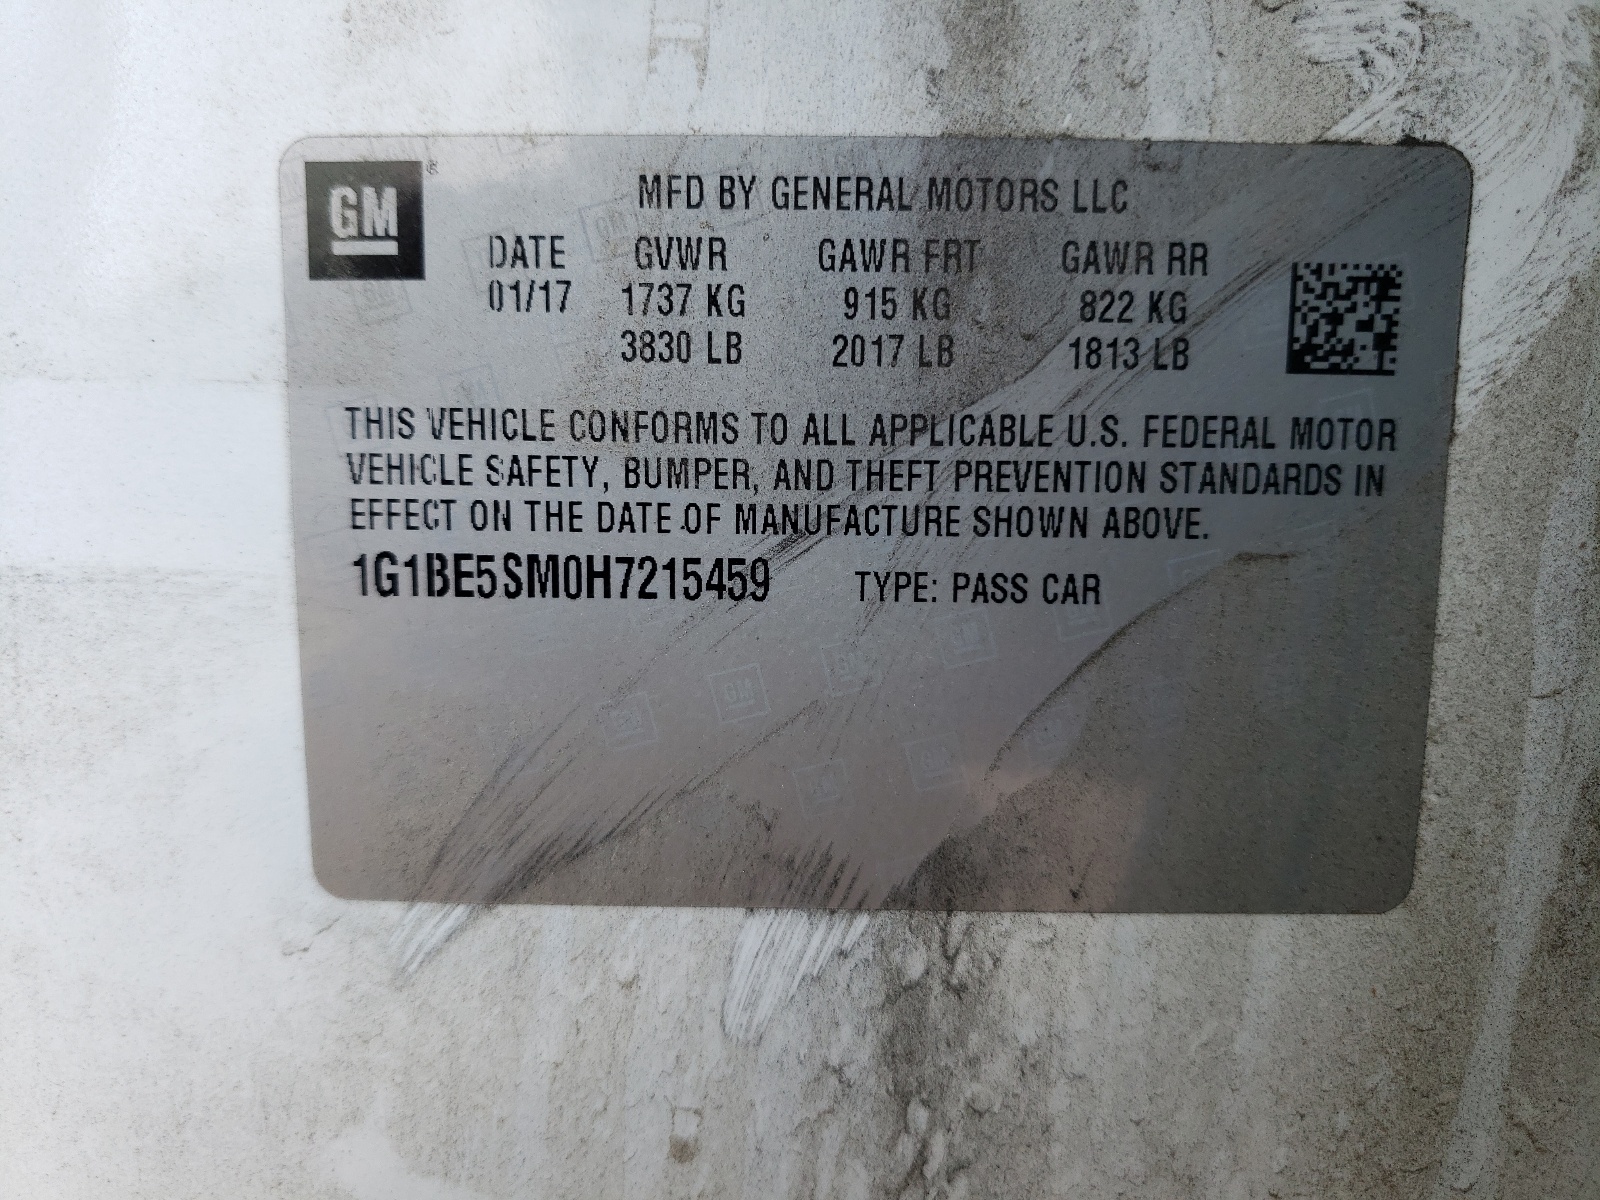 GM®
MFD BY GENERAL MOTORS LLC
DATE GVWR GAWR FRT GAWR RR
01/17 1737 KG 915 KG 822 KG
3830 LB 2017 LB 1813 LB
THIS VEHICLE CONFORMS TO ALL APPLICABLE U.S. FEDERAL MOTOR
VEHICLE SAFETY, BUMPER, AND THEFT PREVENTION STANDARDS IN
EFFECT ON THE DATE OF MANUFACTURE SHOWN ABOVE.
1G1BE5SM0H7215459 TYPE: PASS CAR